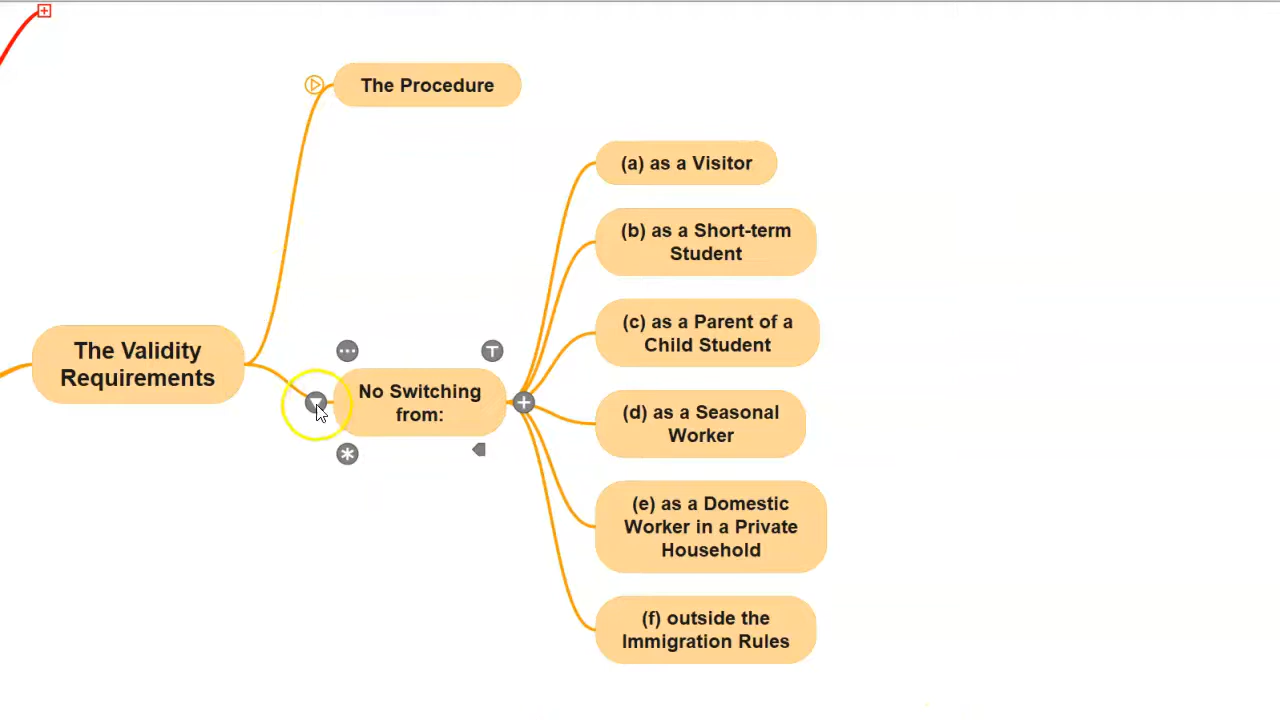 The Procedure
(a) as a Visitor
(b) as a Short-term
Student
(c) as a Parent of a
Child Student
The Validity
Requirements
No Switching
from:
(d) as a Seasonal
Worker
(e) as a Domestic
Worker in a Private
Household
(f) outside the
Immigration Rules